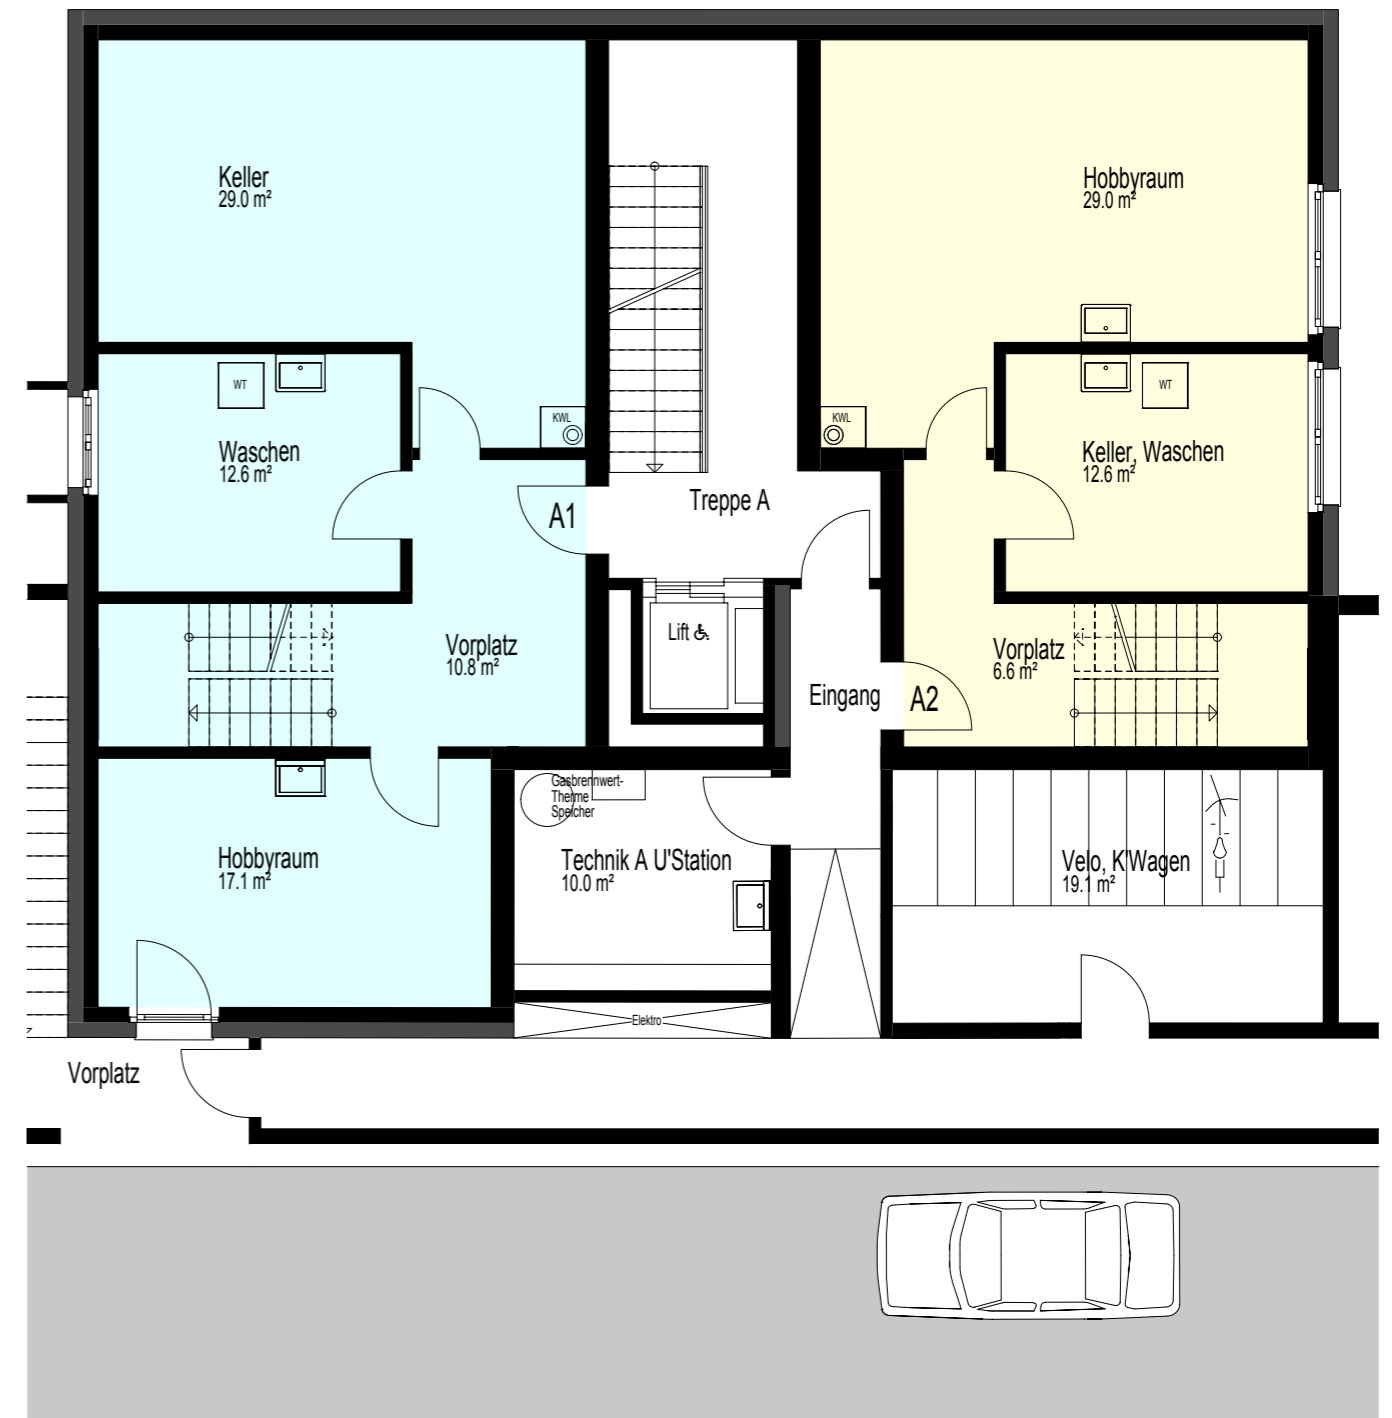 Keller
29.0 m²
Hobbyraum
29.0 m²
WT
KWL
KWL
WT
Waschen
12.6 m²
Keller, Waschen
12.6 m²
A1
Treppe A
Lift
Vorplatz
10.8 m²
Vorplatz
6.6 m²
Eingang
A2
Gasbrennwert-
Therme
Speicher
Hobbyraum
17.1 m²
Technik A U'Station
10.0 m²
Velo, K'Wagen
19.1 m²
Elektro
Vorplatz